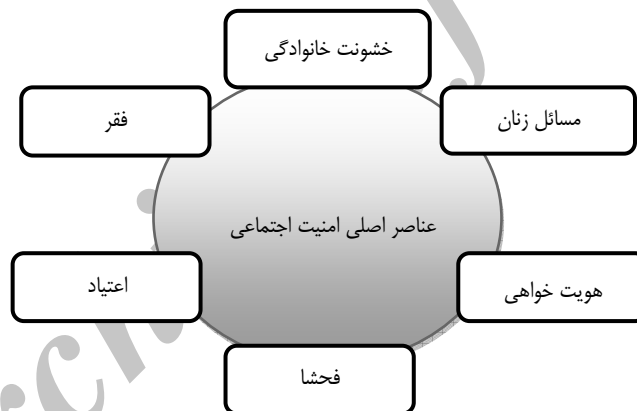 خشونت خانوادگی
مسائل زنان
فقر
عناصر اصلی امنیت اجتماعی
هویت خواهی
اعتیاد
فحشا